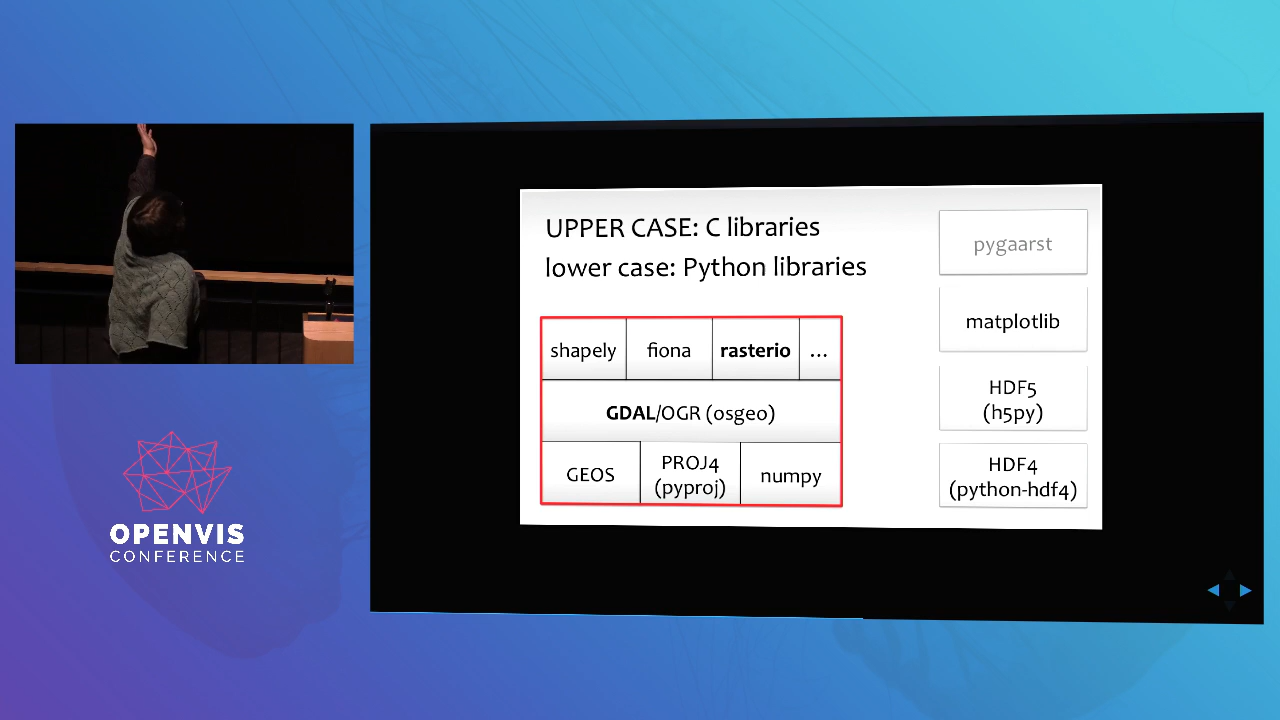 UPPER CASE: C libraries
lower case: Python libraries
shapely
fiona
rasterio
...
GDAL/OGR (osgeo)
GEOS
PROJ4
(pyproj)
numpy
pygaarst
matplotlib
HDF5
(h5py)
HDF4
(python-hdf4)
OPENVIS
CONFERENCE